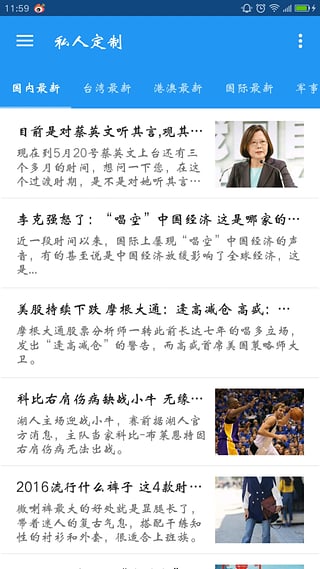 11:59
私人定制
国内最新 台湾最新 港澳最新 国际最新 军事
目前是对蔡英文听其言,观其...
现在到5月20号蔡英文上台还有三
个多月的时间，想问一下您，在这
个过渡时期，是不是对她听其言...
李克强怒了：“唱空”中国经济 这是哪家的...
近一段时间以来，国际上屡现“唱空”中国经济的声
音，有的甚至说是中国经济放缓影响了全球经济，这
是...
美股持续下跌 摩根大通：逢高减仓 高盛：...
摩根大通股票分析师一转此前长达七年的唱多立场，
发出“逢高减仓”的警告，而高盛首席美国策略师大
卫。
科比右肩伤病缺战小牛 无缘...
湖人主场迎战小牛，赛前据湖人官
方消息，主队当家科比-布莱恩特因
右肩伤病无法出战。
2016流行什么裤子 这4款时...
微喇裤最大的好处就是显腿长了，
带着迷人的复古气息，搭配干练知
性的衬衫和外套，很适合上班族。